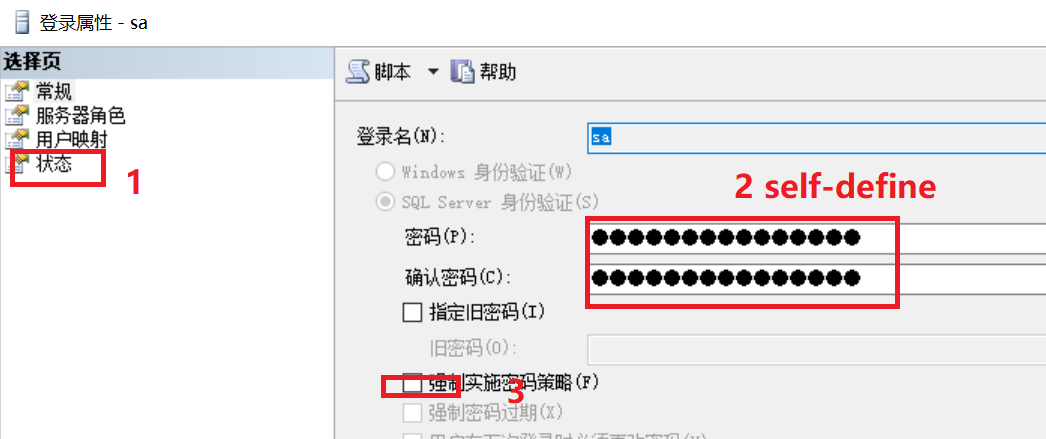 登录属性 - sa
选择页
常规
服务器角色
用户映射
状态
1
脚本
帮助
登录名(N):
sa
Windows 身份验证(W)
SQL Server 身份验证(S)
2 self-define
密码(P):
●●●●●●●●●●●●●●●
确认密码(C):
●●●●●●●●●●●●●●●
指定旧密码(I)
旧密码(O):
强制实施密码策略(F)
3
强制密码过期(X)